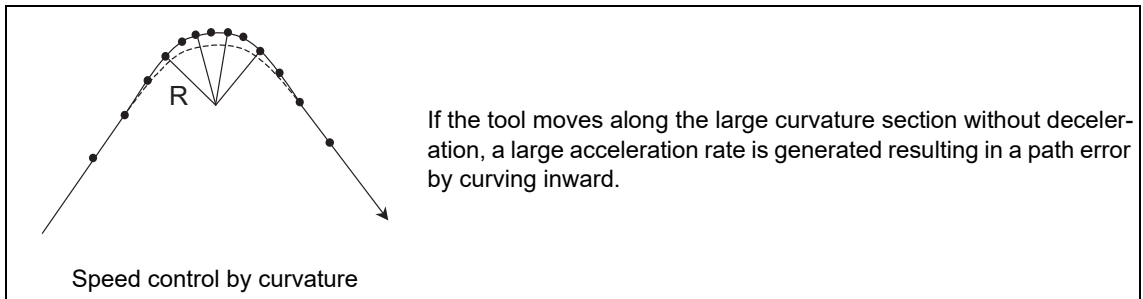 R
If the tool moves along the large curvature section without deceler-
ation, a large acceleration rate is generated resulting in a path error
by curving inward.
Speed control by curvature